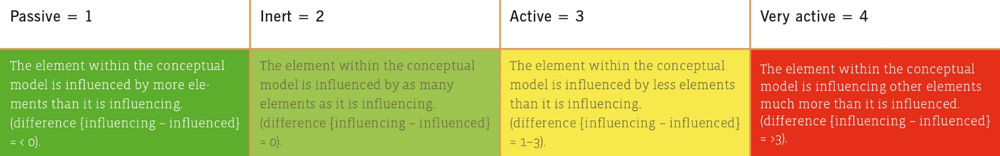 Passive = 1
The element within the conceptual
model is influenced by more ele-
ments than it is influencing.
(difference {influencing – influenced}
= < 0).
Inert = 2
The element within the conceptual
model is influenced by as many
elements as it is influencing.
(difference {influencing – influenced}
= 0).
Active = 3
The element within the conceptual
model is influenced by less elements
than it is influencing.
(difference {influencing – influenced}
= 1–3).
Very active = 4
The element within the conceptual
model is influencing other elements
much more than it is influenced.
(difference {influencing – influenced}
= >3).